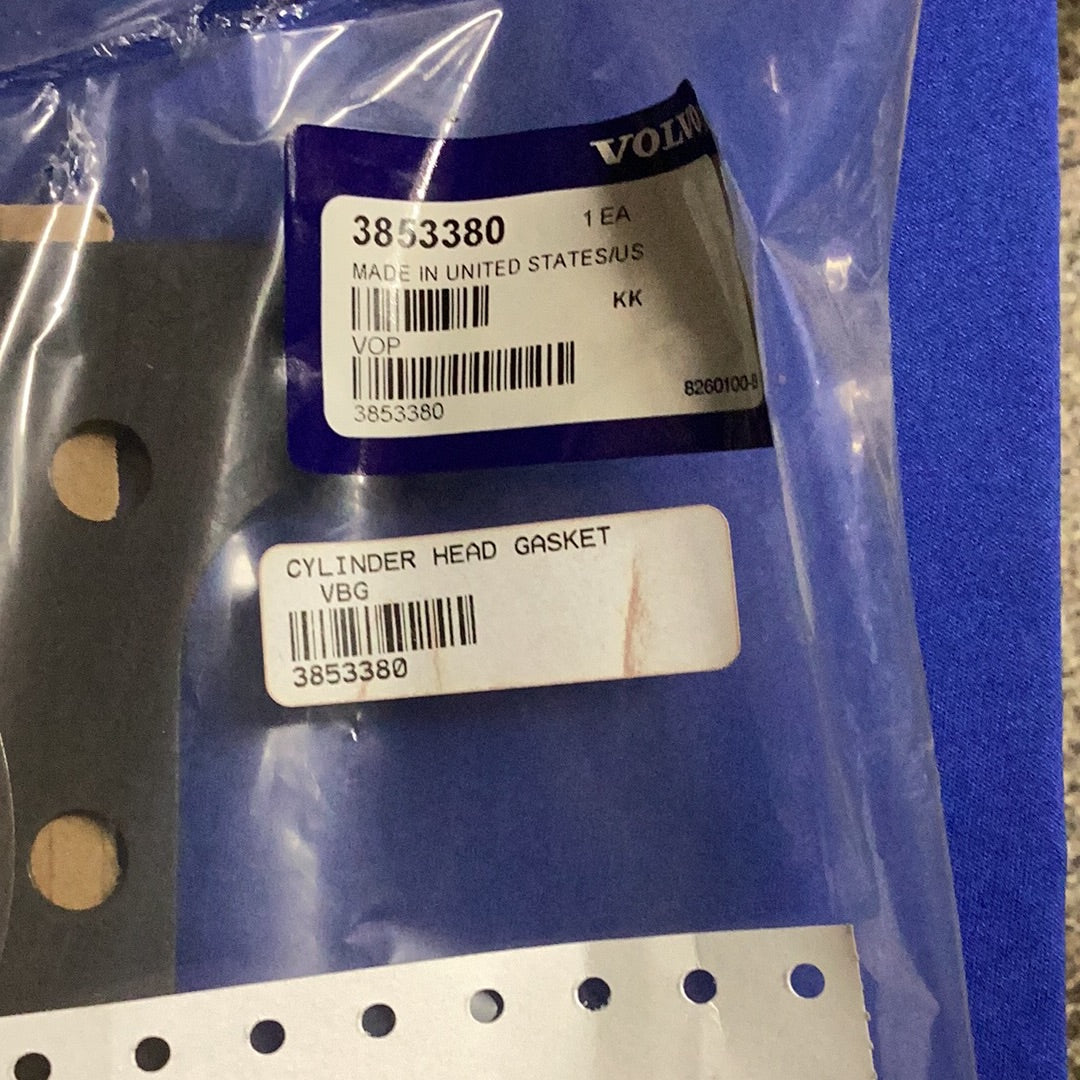 VOLVO
3853380 1 EA
MADE IN UNITED STATES/US
KK
VOP
3853380
8260100-8
CYLINDER HEAD GASKET
VBG
3853380